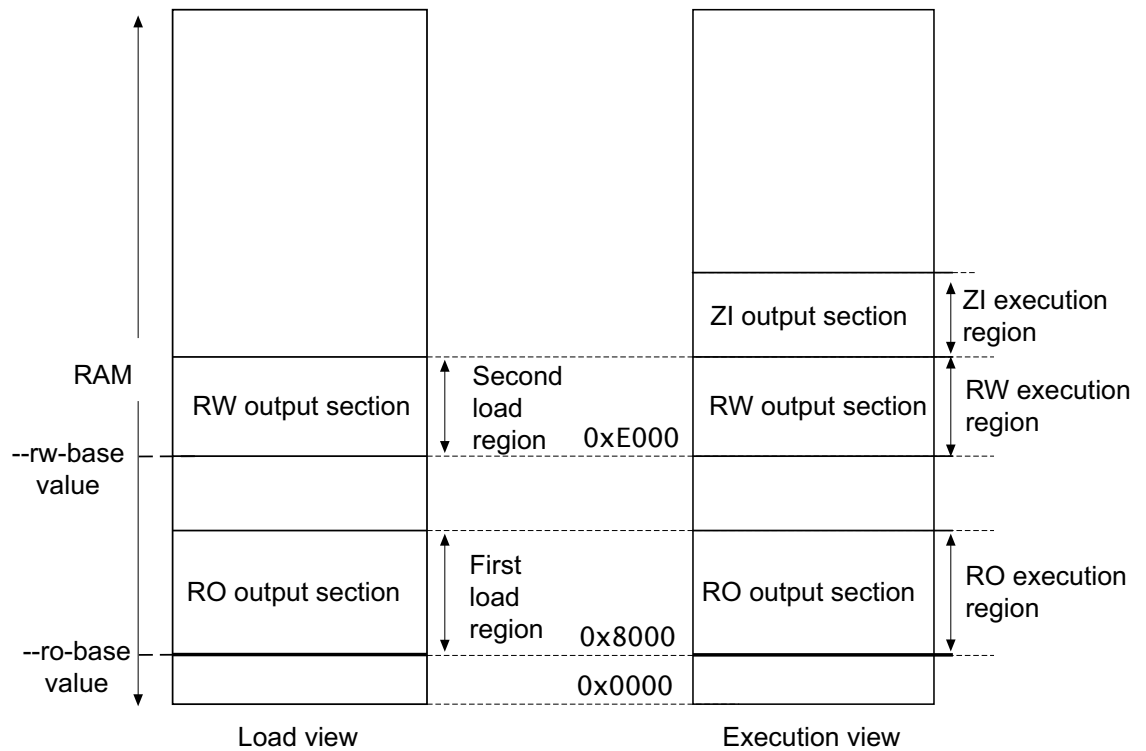 ZI output section
ZI execution
region
RAM
RW output section
Second
load
region
0xE000
RW output section
RW execution
region
--rw-base
value
RO output section
First
load
region
0x8000
RO output section
RO execution
region
--ro-base
value
0x0000
Load view
Execution view